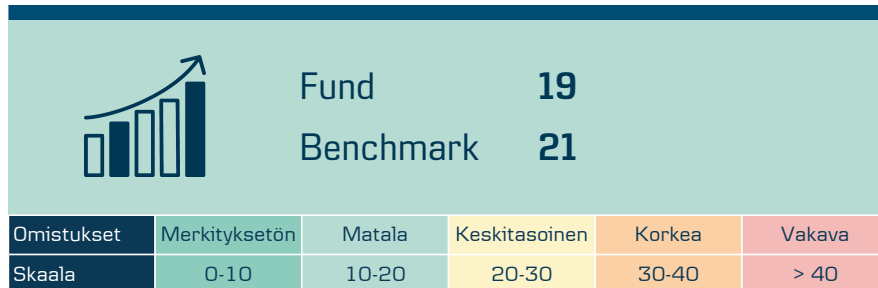 Fund 19
Benchmark 21
Omistukset Merkityksetön Matala Keskitasoinen Korkea Vakava
Skaala 0-10 10-20 20-30 30-40 > 40